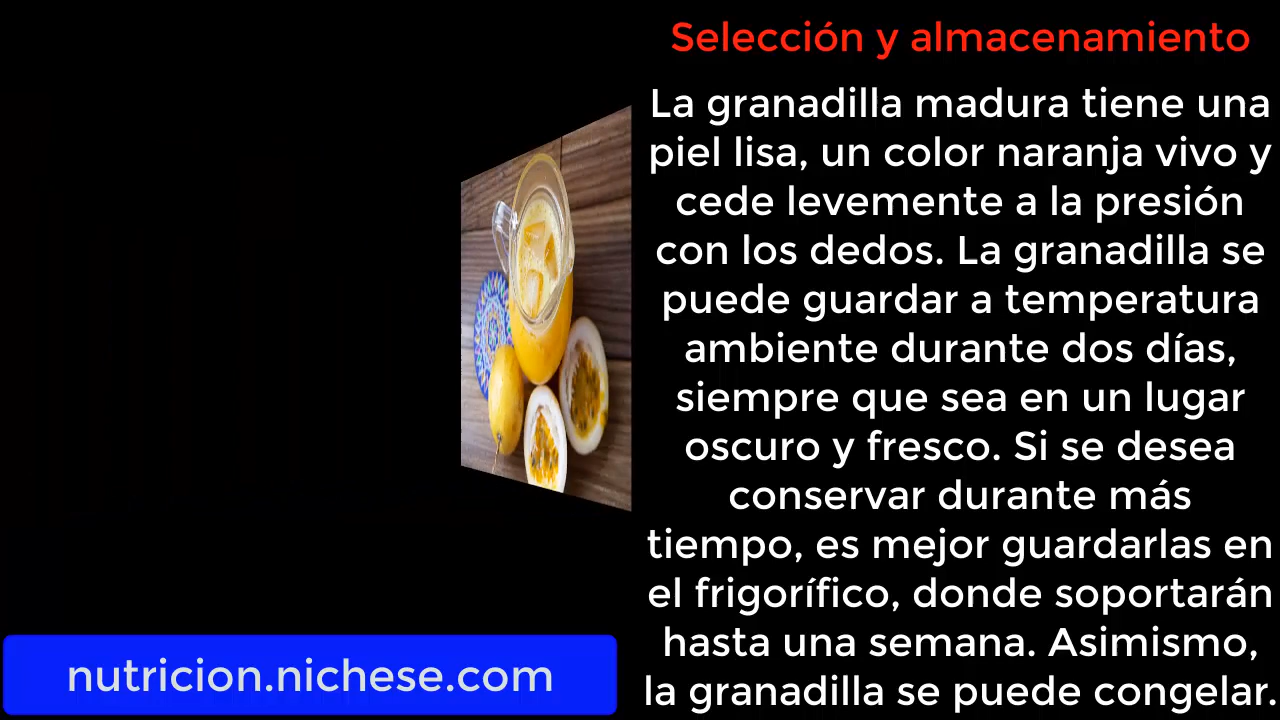 Selección y almacenamiento
La granadilla madura tiene una
piel lisa, un color naranja vivo y
cede levemente a la presión
con los dedos. La granadilla se
puede guardar a temperatura
ambiente durante dos días,
siempre que sea en un lugar
oscuro y fresco. Si se desea
conservar durante más
tiempo, es mejor guardarlas en
el frigorífico, donde soportarán
hasta una semana. Asimismo,
la granadilla se puede congelar.
nutricion.nichese.com